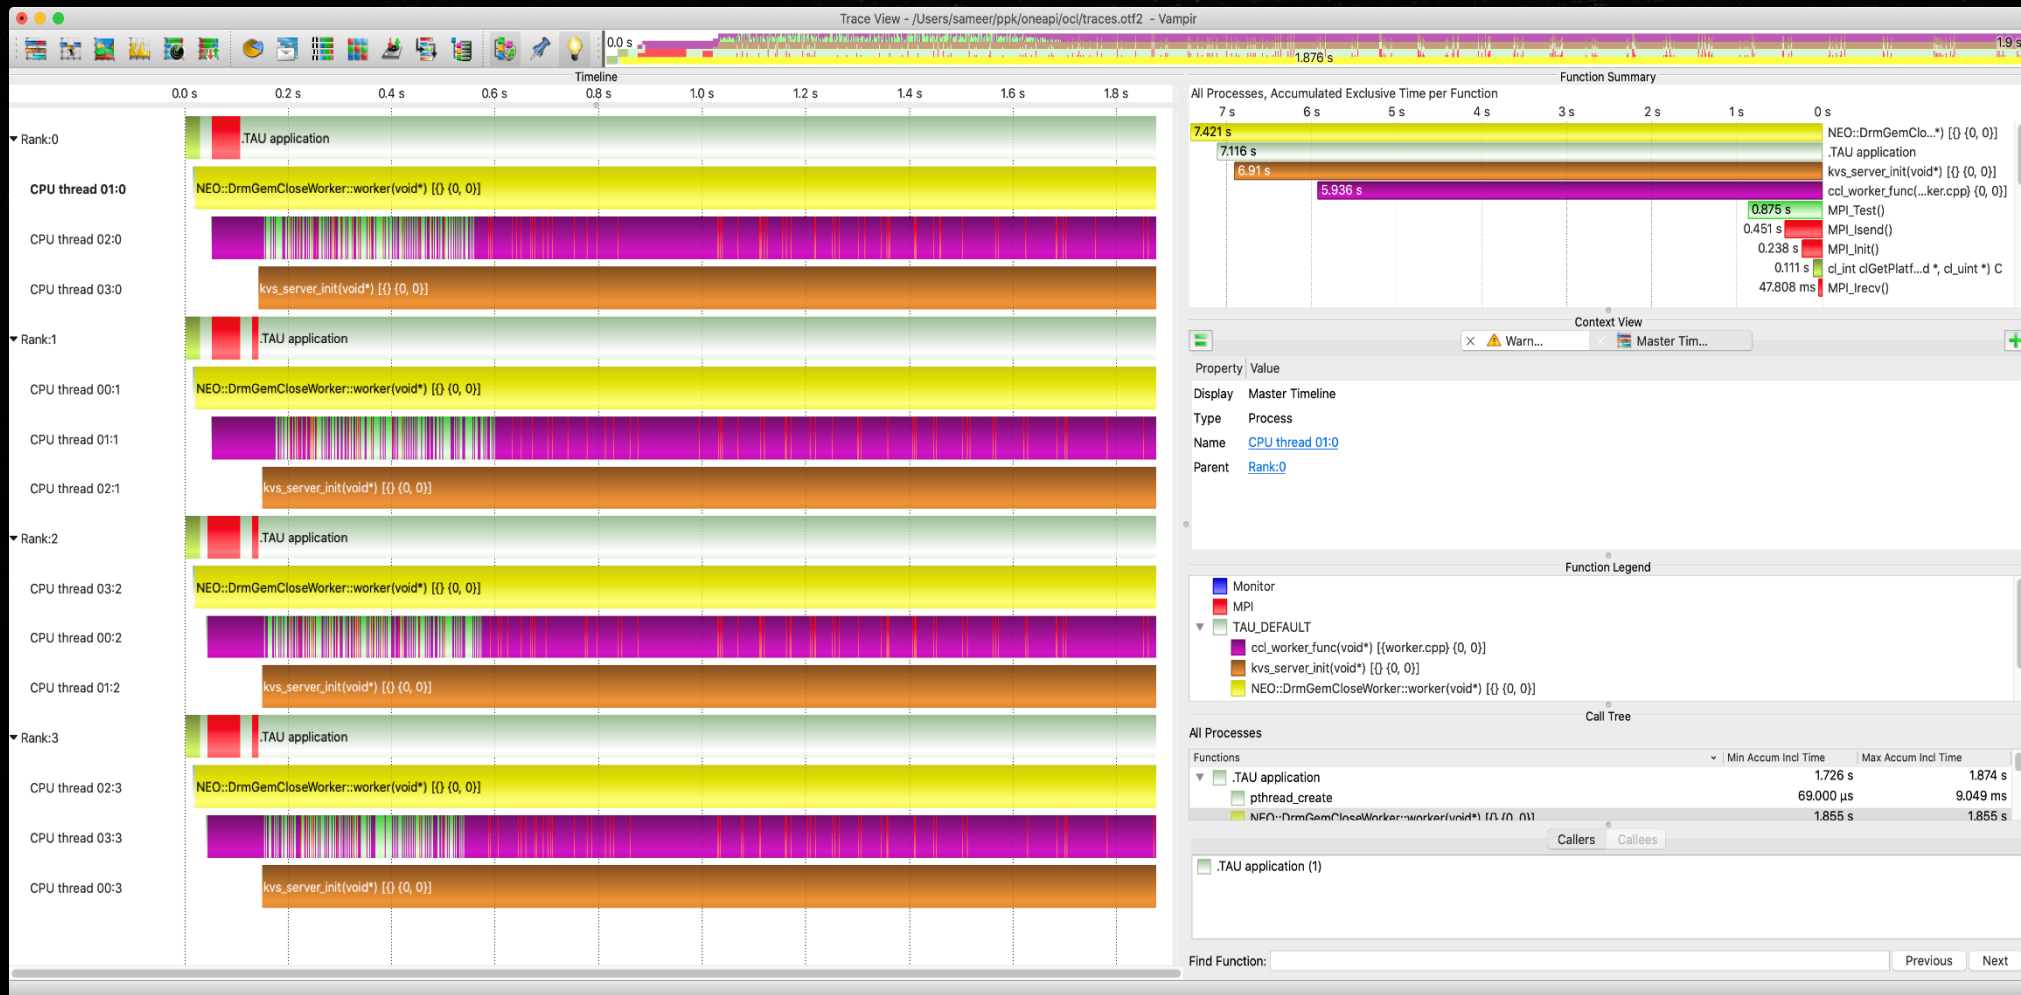 Trace View - /Users/sameer/ppk/oneapi/ocl/traces.otf2 - Vampir
0.0 s
1.876 s
1.9 s
Timeline
0.0 s 0.2 s 0.4 s 0.6 s 0.8 s 1.0 s 1.2 s 1.4 s 1.6 s 1.8 s
Rank:0
.TAU application
CPU thread 01:0
NEO::DrmGemCloseWorker::worker(void*) [{} {0, 0}]
CPU thread 02:0
CPU thread 03:0
kvs_server_init(void*) [{} {0, 0}]
Rank:1
.TAU application
CPU thread 00:1
NEO::DrmGemCloseWorker::worker(void*) [{} {0, 0}]
CPU thread 01:1
CPU thread 02:1
kvs_server_init(void*) [{} {0, 0}]
Rank:2
.TAU application
CPU thread 03:2
NEO::DrmGemCloseWorker::worker(void*) [{} {0, 0}]
CPU thread 00:2
CPU thread 01:2
kvs_server_init(void*) [{} {0, 0}]
Rank:3
.TAU application
CPU thread 02:3
NEO::DrmGemCloseWorker::worker(void*) [{} {0, 0}]
CPU thread 03:3
CPU thread 00:3
kvs_server_init(void*) [{} {0, 0}]
Function Summary
All Processes, Accumulated Exclusive Time per Function
7 s 6 s 5 s 4 s 3 s 2 s 1 s 0 s
7.421 s NEO::DrmGemClo...*) [{} {0, 0}]
7.116 s .TAU application
6.91 s kvs_server_init(void*) [{} {0, 0}]
5.936 s ccl_worker_func(...ker.cpp} {0, 0}]
0.875 s MPI_Test()
0.451 s MPI_Isend()
0.238 s MPI_Init()
0.111 s cl_int clGetPlatf...d *, cl_uint *) C
47.808 ms MPI_Irecv()
Context View
Warn... Master Tim...
Property Value
Display Master Timeline
Type Process
Name CPU thread 01:0
Parent Rank:0
Function Legend
Monitor
MPI
TAU_DEFAULT
ccl_worker_func(void*) [{worker.cpp} {0, 0}]
kvs_server_init(void*) [{} {0, 0}]
NEO::DrmGemCloseWorker::worker(void*) [{} {0, 0}]
Call Tree
All Processes
Functions Min Accum Incl Time Max Accum Incl Time
.TAU application 1.726 s 1.874 s
pthread_create 69.000 µs 9.049 ms
NEO::DrmGemCloseWorker::worker(void*) [{} {0, 0}] 1.855 s 1.855 s
Callers Callees
.TAU application (1)
Find Function: Previous Next